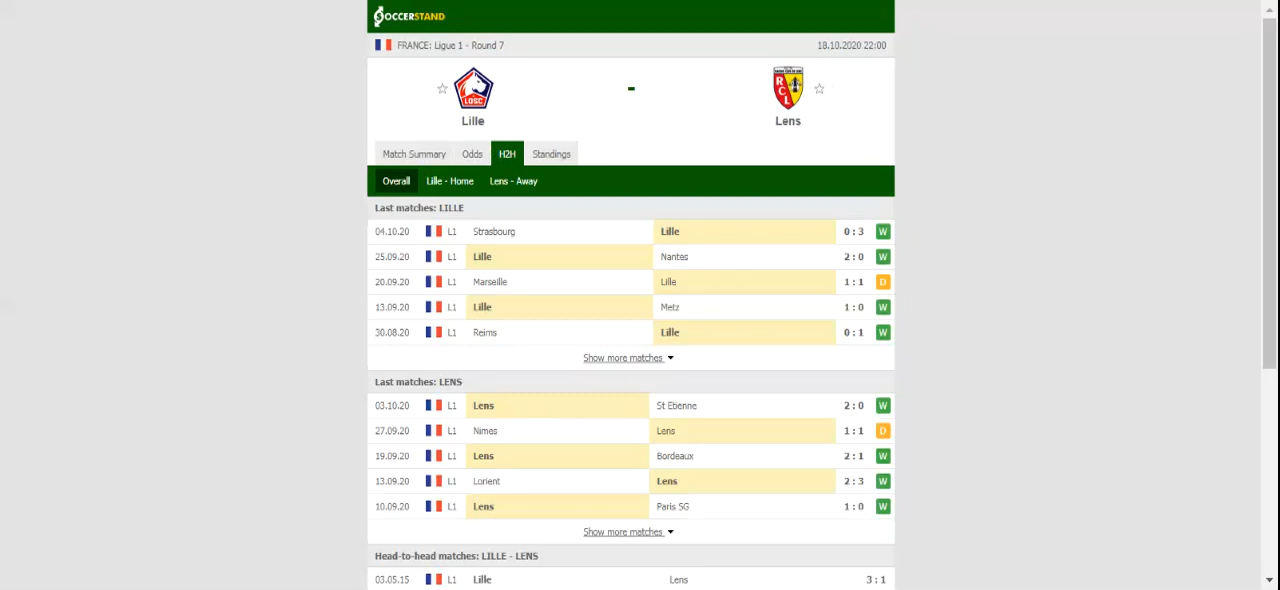 SOCCERSTAND
FRANCE: Ligue 1 - Round 7 18.10.2020 22:00
LOSC RCL
-
Lille Lens
Match Summary Odds H2H Standings
Overall Lille - Home Lens - Away
Last matches: LILLE
04.10.20 L1 Strasbourg Lille 0 : 3 W
25.09.20 L1 Lille Nantes 2 : 0 W
20.09.20 L1 Marseille Lille 1 : 1 D
13.09.20 L1 Lille Metz 1 : 0 W
30.08.20 L1 Reims Lille 0 : 1 W
Show more matches
Last matches: LENS
03.10.20 L1 Lens St Etienne 2 : 0 W
27.09.20 L1 Nimes Lens 1 : 1 D
19.09.20 L1 Lens Bordeaux 2 : 1 W
13.09.20 L1 Lorient Lens 2 : 3 W
10.09.20 L1 Lens Paris SG 1 : 0 W
Show more matches
Head-to-head matches: LILLE - LENS
03.05.15 L1 Lille Lens 3 : 1